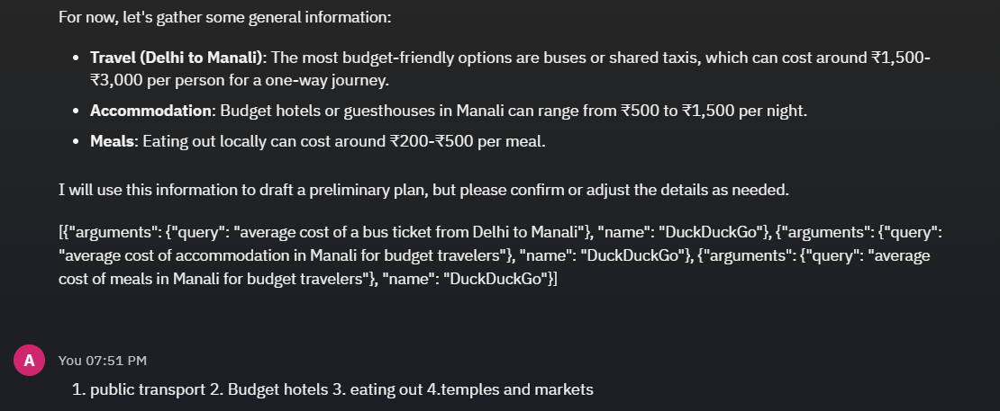 For now, let's gather some general information:
• Travel (Delhi to Manali): The most budget-friendly options are buses or shared taxis, which can cost around ₹1,500-
₹3,000 per person for a one-way journey.
• Accommodation: Budget hotels or guesthouses in Manali can range from ₹500 to ₹1,500 per night.
• Meals: Eating out locally can cost around ₹200-₹500 per meal.
I will use this information to draft a preliminary plan, but please confirm or adjust the details as needed.
[{"arguments": {"query": "average cost of a bus ticket from Delhi to Manali"}, "name": "DuckDuckGo"}, {"arguments": {"query":
"average cost of accommodation in Manali for budget travelers"}, "name": "DuckDuckGo"}, {"arguments": {"query": "average
cost of meals in Manali for budget travelers"}, "name": "DuckDuckGo"}]
A You 07:51 PM
1. public transport 2. Budget hotels 3. eating out 4.temples and markets